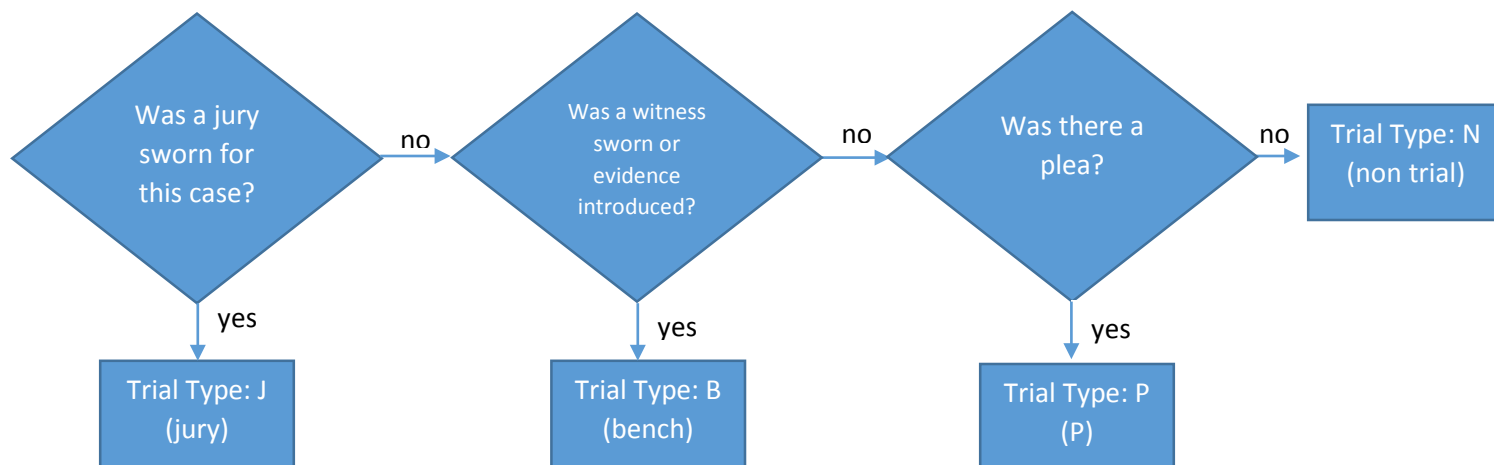 Was a jury
sworn for
this case?
no
Was a witness
sworn or
evidence
introduced?
no
Was there a
plea?
no
Trial Type: N
(non trial)
yes
Trial Type: J
(jury)
yes
Trial Type: B
(bench)
yes
Trial Type: P
(P)